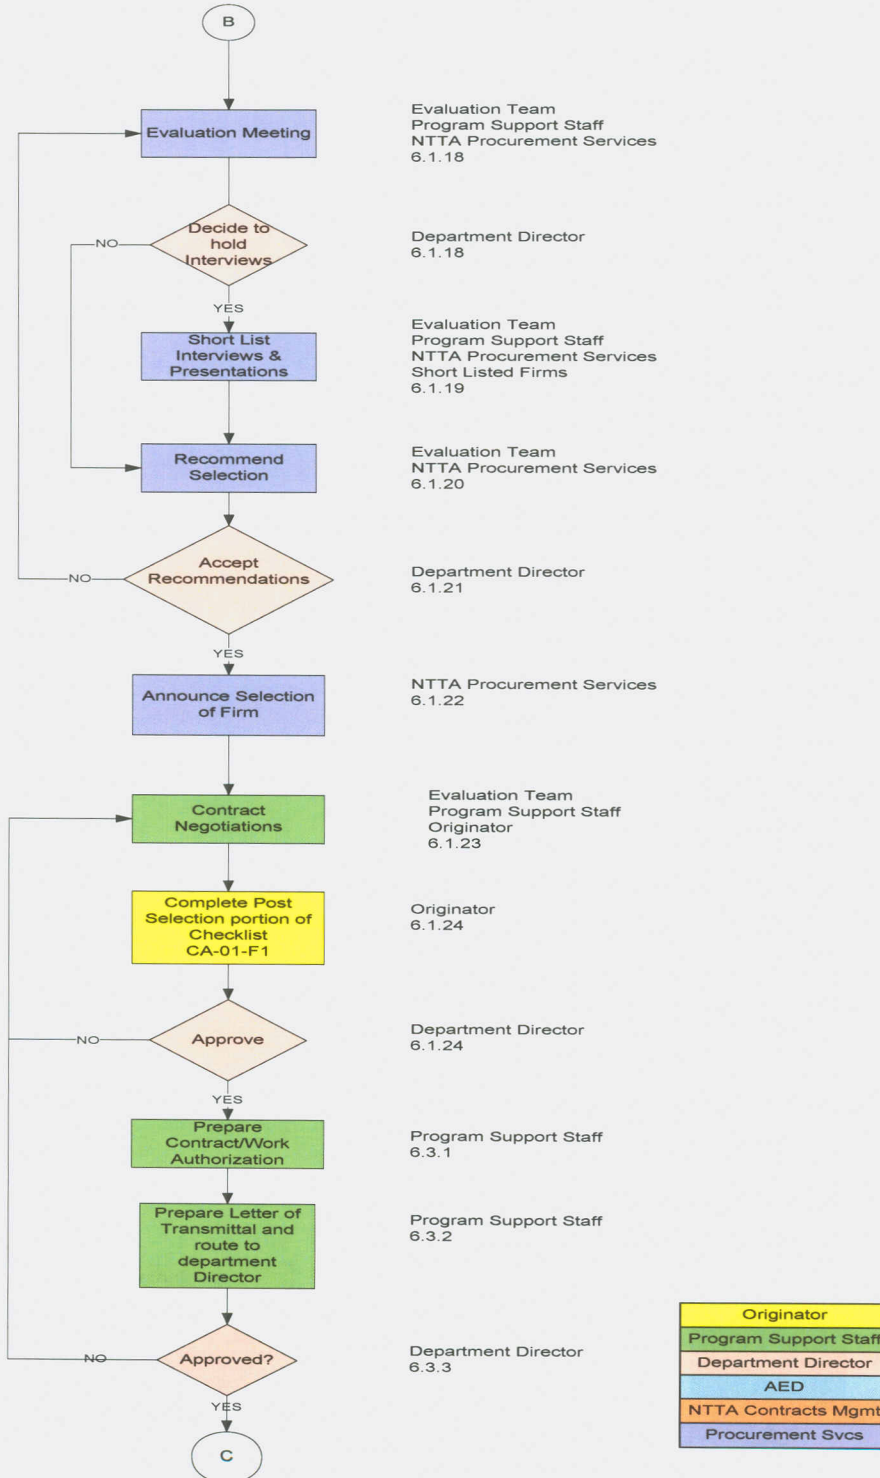 B
Evaluation Meeting
Evaluation Team
Program Support Staff
NTTA Procurement Services
6.1.18
Decide to
hold
Interviews
NO
Department Director
6.1.18
YES
Short List
Interviews &
Presentations
Evaluation Team
Program Support Staff
NTTA Procurement Services
Short Listed Firms
6.1.19
Recommend
Selection
Evaluation Team
NTTA Procurement Services
6.1.20
Accept
Recommendations
NO
Department Director
6.1.21
YES
Announce Selection
of Firm
NTTA Procurement Services
6.1.22
Contract
Negotiations
Evaluation Team
Program Support Staff
Originator
6.1.23
Complete Post
Selection portion of
Checklist
CA-01-F1
Originator
6.1.24
Approve
NO
Department Director
6.1.24
YES
Prepare
Contract/Work
Authorization
Program Support Staff
6.3.1
Prepare Letter of
Transmittal and
route to
department
Director
Program Support Staff
6.3.2
Approved?
NO
Department Director
6.3.3
YES
C
Originator
Program Support Staff
Department Director
AED
NTTA Contracts Mgmt
Procurement Svcs